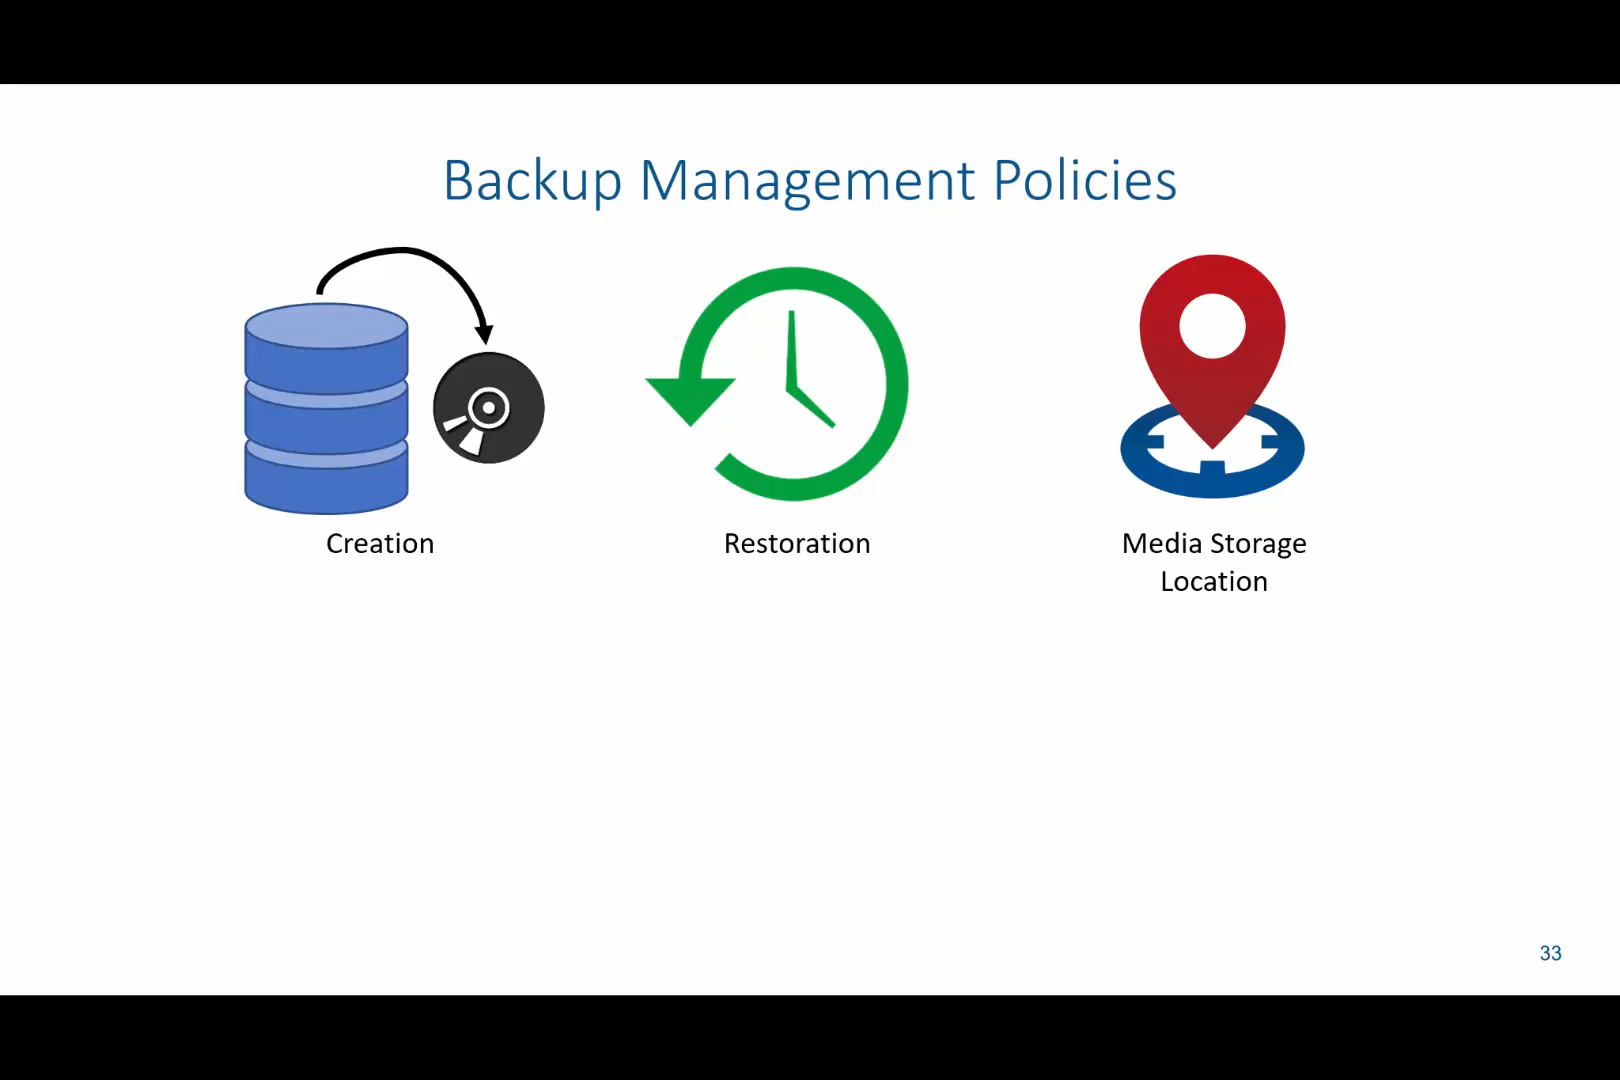 Backup Management Policies
Creation
Restoration
Media Storage
Location
33